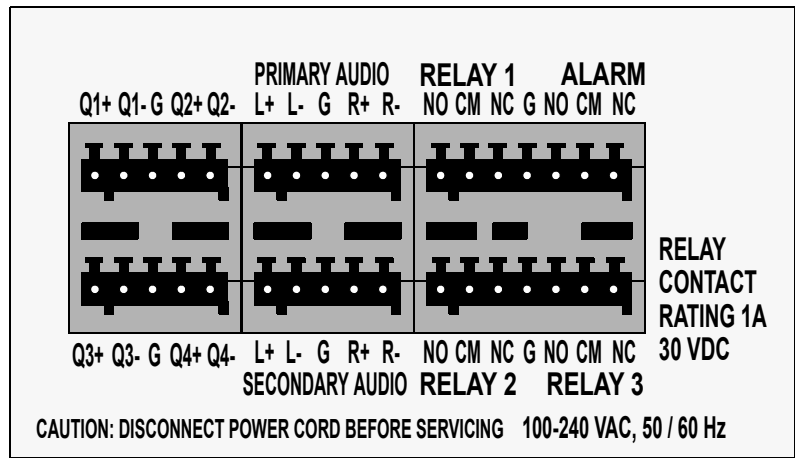 PRIMARY AUDIO RELAY 1 ALARM
Q1+ Q1- G Q2+ Q2- L+ L- G R+ R- NO CM NC G NO CM NC
RELAY
CONTACT
RATING 1A
30 VDC
Q3+ Q3- G Q4+ Q4- L+ L- G R+ R- NO CM NC G NO CM NC
SECONDARY AUDIO RELAY 2 RELAY 3
CAUTION: DISCONNECT POWER CORD BEFORE SERVICING 100-240 VAC, 50 / 60 Hz